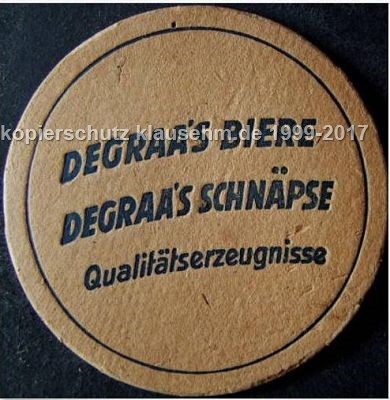 kopierschutz klausehm.de 1999-2017
DEGRAA'S BIERE
DEGRAA'S SCHNÄPSE
Qualitätserzeugnisse